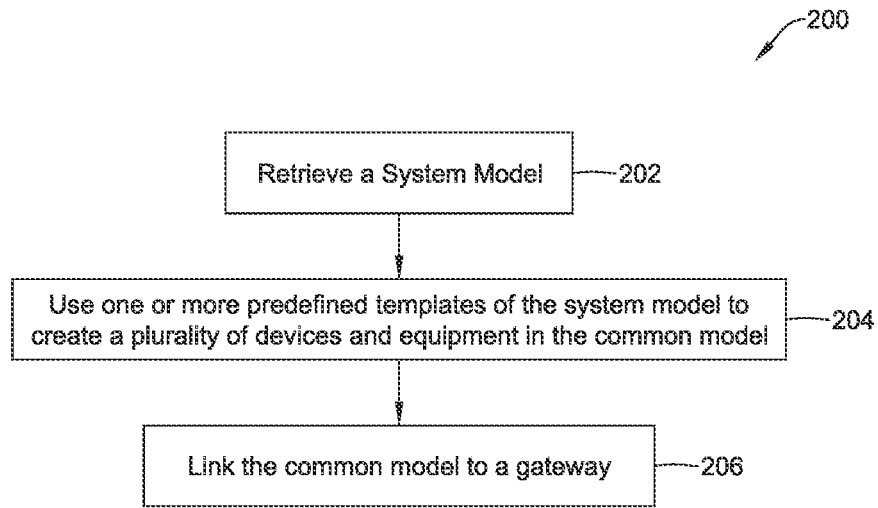 200
Retrieve a System Model
202
Use one or more predefined templates of the system model to
create a plurality of devices and equipment in the common model
204
Link the common model to a gateway
206